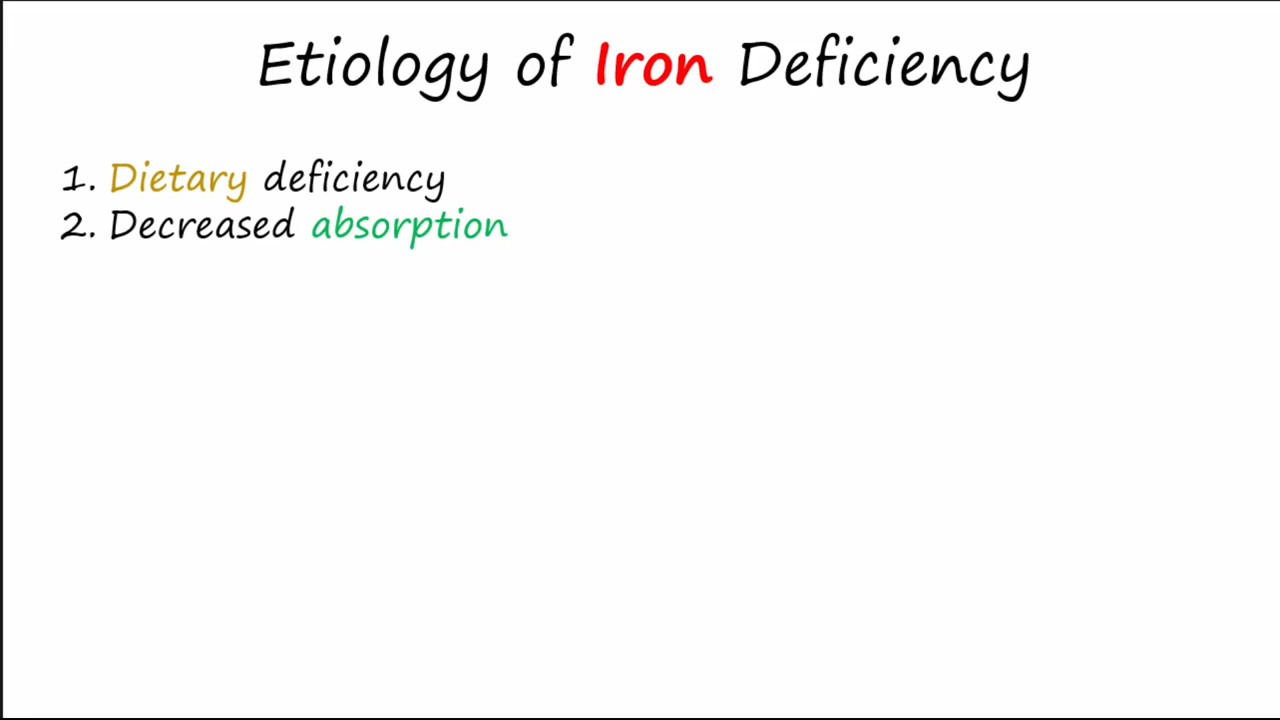 Etiology of Iron Deficiency
1. Dietary deficiency
2. Decreased absorption